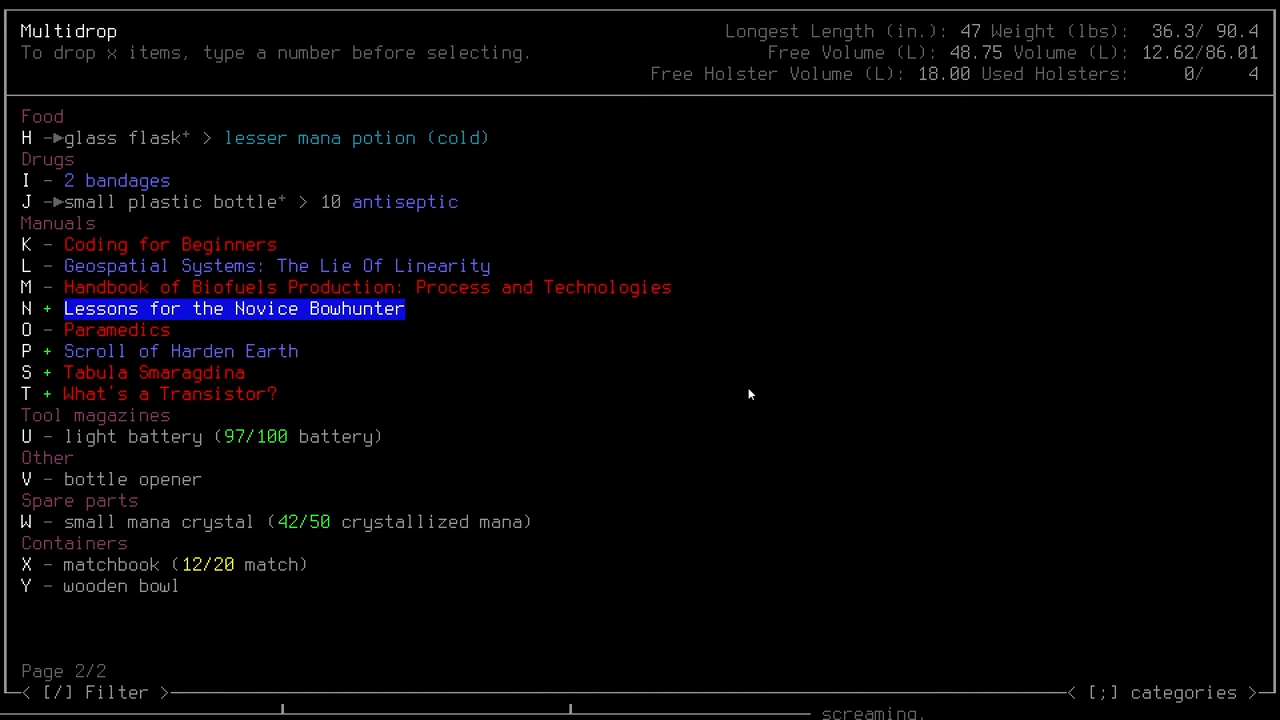 Multidrop
To drop x items, type a number before selecting.
Longest Length (in.): 47 Weight (lbs): 36.3/ 90.4
Free Volume (L): 48.75 Volume (L): 12.62/86.01
Free Holster Volume (L): 18.00 Used Holsters: 0/ 4
Food
H -►glass flask⁺ > lesser mana potion (cold)
Drugs
I - 2 bandages
J -►small plastic bottle⁺ > 10 antiseptic
Manuals
K - Coding for Beginners
L - Geospatial Systems: The Lie Of Linearity
M - Handbook of Biofuels Production: Process and Technologies
N + Lessons for the Novice Bowhunter
O - Paramedics
P + Scroll of Harden Earth
S + Tabula Smaragdina
T + What's a Transistor?
Tool magazines
U - light battery (97/100 battery)
Other
V - bottle opener
Spare parts
W - small mana crystal (42/50 crystallized mana)
Containers
X - matchbook (12/20 match)
Y - wooden bowl
Page 2/2
< [/] Filter >
< [;] categories >
screaming.